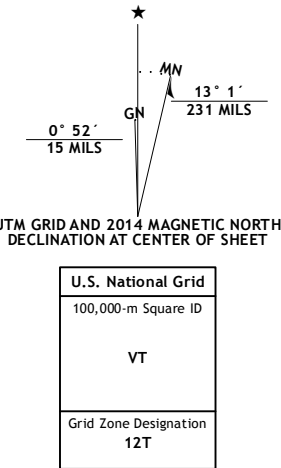 ★
MN
GN
13° 1´
231 MILS
0° 52´
15 MILS
UTM GRID AND 2014 MAGNETIC NORTH
DECLINATION AT CENTER OF SHEET
U.S. National Grid
100,000-m Square ID
VT
Grid Zone Designation
12T